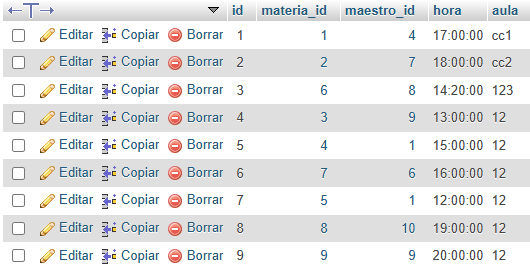 id materia_id maestro_id hora aula
Editar Copiar Borrar 1 1 4 17:00:00 cc1
Editar Copiar Borrar 2 2 7 18:00:00 cc2
Editar Copiar Borrar 3 6 8 14:20:00 123
Editar Copiar Borrar 4 3 9 13:00:00 12
Editar Copiar Borrar 5 4 1 15:00:00 12
Editar Copiar Borrar 6 7 6 16:00:00 12
Editar Copiar Borrar 7 5 1 12:00:00 12
Editar Copiar Borrar 8 8 10 19:00:00 12
Editar Copiar Borrar 9 9 9 20:00:00 12